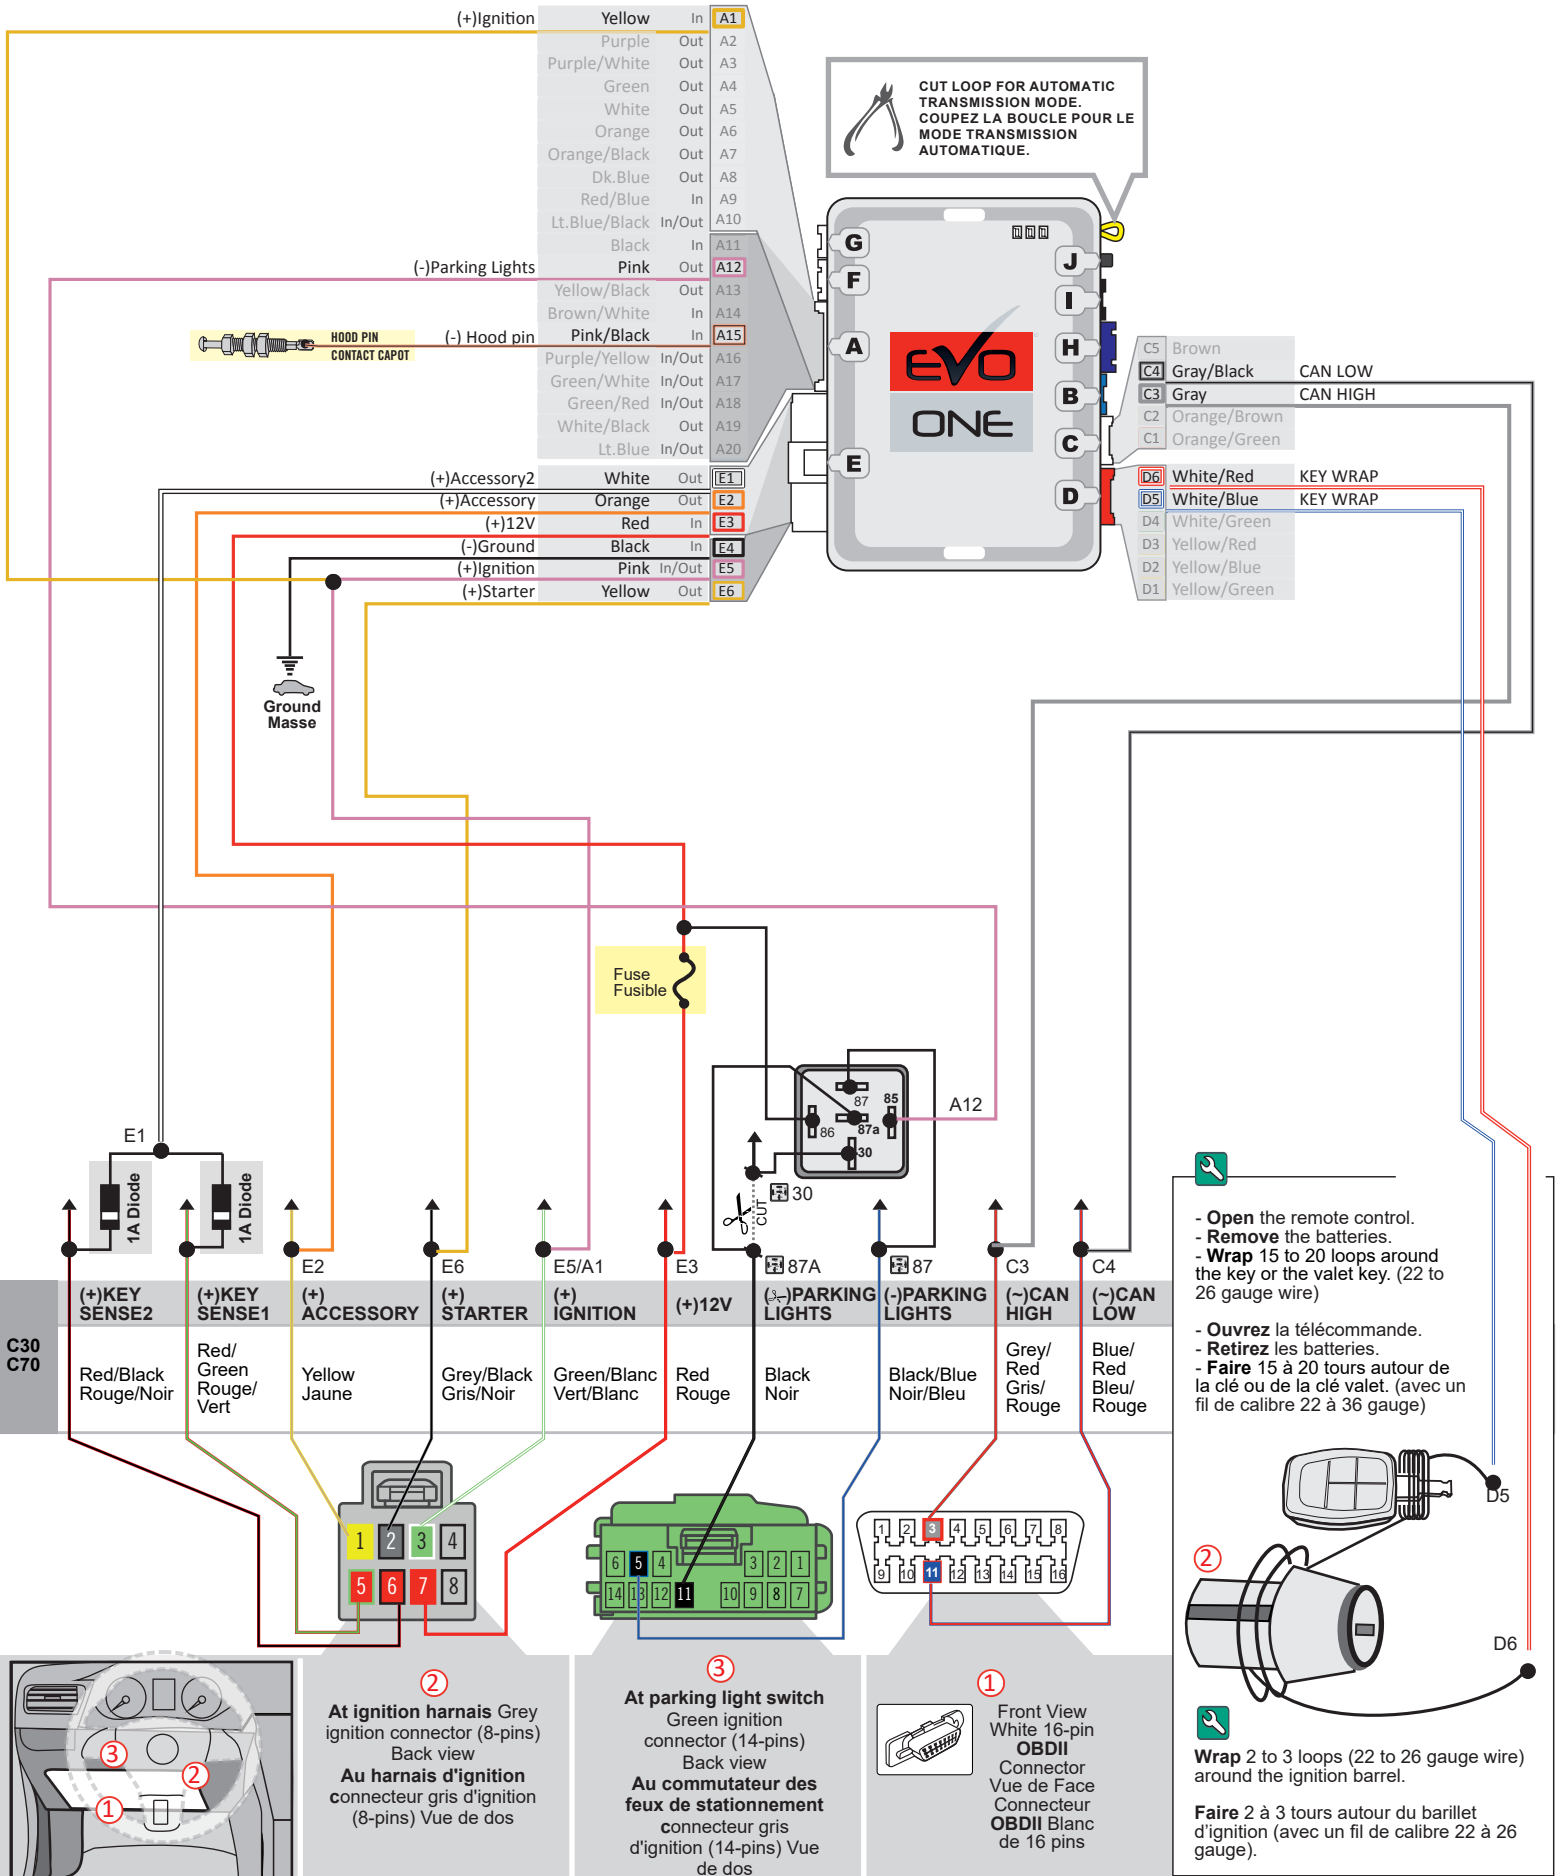 (+)Ignition Yellow In A1
Purple Out A2
Purple/White Out A3
Green Out A4
White Out A5
Orange Out A6
Orange/Black Out A7
Dk.Blue Out A8
Red/Blue In A9
Lt.Blue/Black In/Out A10
Black In A11
(-)Parking Lights Pink Out A12
Yellow/Black Out A13
Brown/White In A14
(-) Hood pin Pink/Black In A15
Purple/Yellow In/Out A16
Green/White In/Out A17
Green/Red In/Out A18
White/Black Out A19
Lt.Blue In/Out A20
HOOD PIN
CONTACT CAPOT
(+)Accessory2 White Out E1
(+)Accessory Orange Out E2
(+)12V Red In E3
(-)Ground Black In E4
(+)Ignition Pink In/Out E5
(+)Starter Yellow Out E6
CUT LOOP FOR AUTOMATIC
TRANSMISSION MODE.
COUPEZ LA BOUCLE POUR LE
MODE TRANSMISSION
AUTOMATIQUE.
G
F
A
E
J
I
H
B
C
D
EVO
ONE
C5 Brown
C4 Gray/Black CAN LOW
C3 Gray CAN HIGH
C2 Orange/Brown
C1 Orange/Green
D6 White/Red KEY WRAP
D5 White/Blue KEY WRAP
D4 White/Green
D3 Yellow/Red
D2 Yellow/Blue
D1 Yellow/Green
Ground
Masse
Fuse
Fusible
87
85
86
87a
30
A12
E1
1A Diode
1A Diode
CUT
30
E2
E6
E5/A1
E3
87A
87
C3
C4
C30
C70
(+)KEY
SENSE2
(+)KEY
SENSE1
(+)
ACCESSORY
(+)
STARTER
(+)
IGNITION
(+)12V
( )PARKING
LIGHTS
(-)PARKING
LIGHTS
(~)CAN
HIGH
(~)CAN
LOW
Red/Black
Rouge/Noir
Red/
Green
Rouge/
Vert
Yellow
Jaune
Grey/Black
Gris/Noir
Green/Blanc
Vert/Blanc
Red
Rouge
Black
Noir
Black/Blue
Noir/Bleu
Grey/
Red
Gris/
Rouge
Blue/
Red
Bleu/
Rouge
1 2 3 4
5 6 7 8
6 5 4 3 2 1
14 13 12 11 10 9 8 7
1 2 3 4 5 6 7 8
9 10 11 12 13 14 15 16
- Open the remote control.
- Remove the batteries.
- Wrap 15 to 20 loops around
the key or the valet key. (22 to
26 gauge wire)
- Ouvrez la télécommande.
- Retirez les batteries.
- Faire 15 à 20 tours autour de
la clé ou de la clé valet. (avec un
fil de calibre 22 à 36 gauge)
D5
2
D6
Wrap 2 to 3 loops (22 to 26 gauge wire)
around the ignition barrel.
Faire 2 à 3 tours autour du barillet
d'ignition (avec un fil de calibre 22 à 26
gauge).
3
2
1
2
At ignition harnais Grey
ignition connector (8-pins)
Back view
Au harnais d'ignition
connecteur gris d'ignition
(8-pins) Vue de dos
3
At parking light switch
Green ignition
connector (14-pins)
Back view
Au commutateur des
feux de stationnement
connecteur gris
d'ignition (14-pins) Vue
de dos
1
Front View
White 16-pin
OBDII
Connector
Vue de Face
Connecteur
OBDII Blanc
de 16 pins